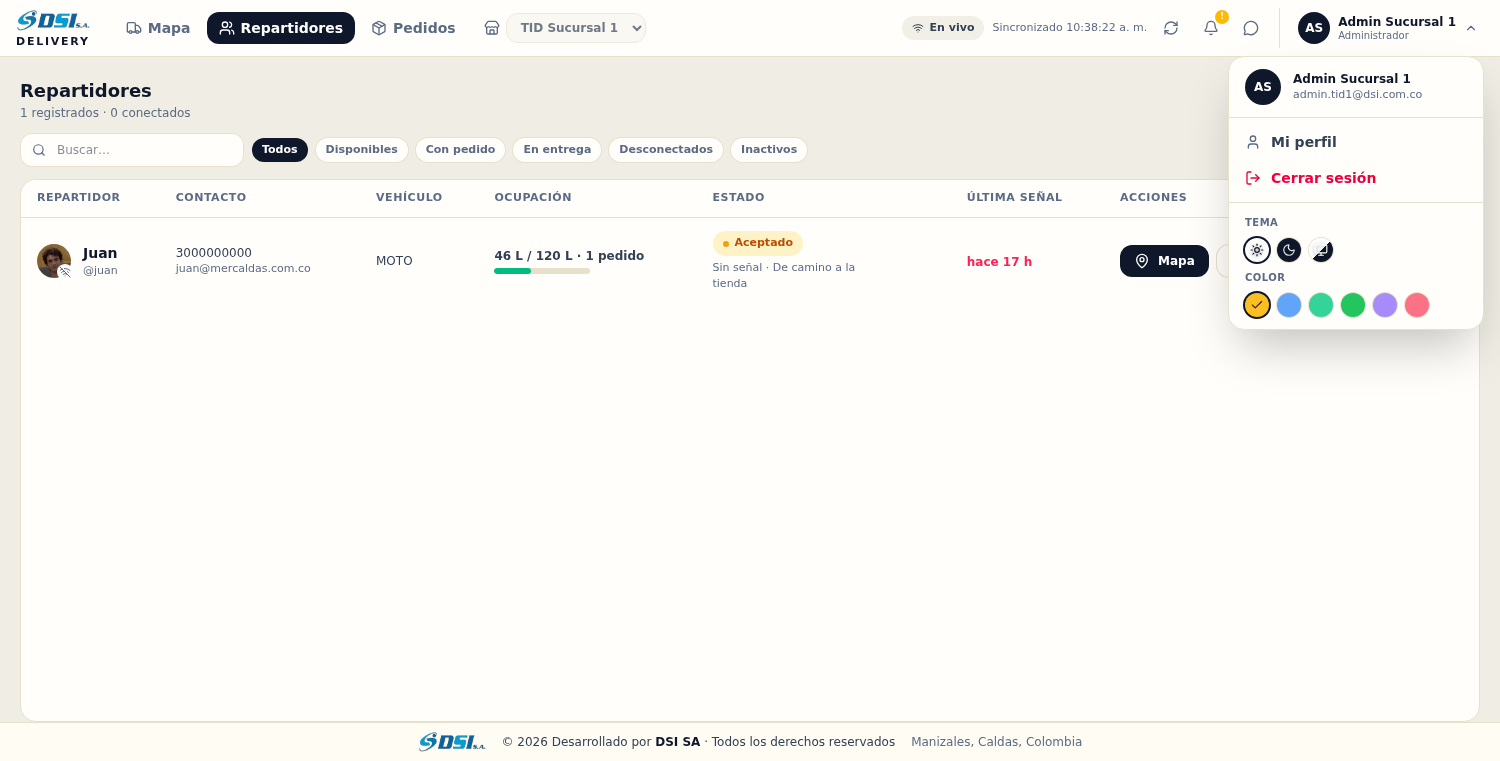 DSI S.A.
DELIVERY
Mapa
Repartidores
Pedidos
TID Sucursal 1
En vivo
Sincronizado 10:38:22 a. m.
!
AS
Admin Sucursal 1
Administrador
AS
Admin Sucursal 1
admin.tid1@dsi.com.co
Mi perfil
Cerrar sesión
TEMA
COLOR
Repartidores
1 registrados · 0 conectados
Buscar...
Todos
Disponibles
Con pedido
En entrega
Desconectados
Inactivos
REPARTIDOR
CONTACTO
VEHÍCULO
OCUPACIÓN
ESTADO
ÚLTIMA SEÑAL
ACCIONES
Juan
@juan
3000000000
juan@mercaldas.com.co
MOTO
46 L / 120 L · 1 pedido
Aceptado
Sin señal · De camino a la
tienda
hace 17 h
Mapa
DSI S.A.
© 2026 Desarrollado por DSI SA · Todos los derechos reservados
Manizales, Caldas, Colombia